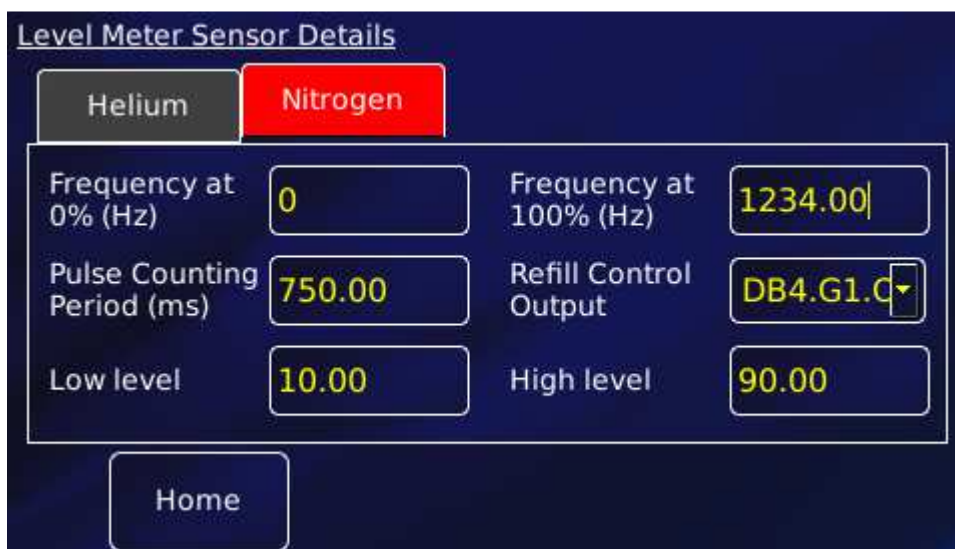 Level Meter Sensor Details
Helium
Nitrogen
Frequency at
0% (Hz)
0
Frequency at
100% (Hz)
1234.00
Pulse Counting
Period (ms)
750.00
Refill Control
Output
DB4.G1.
Low level
10.00
High level
90.00
Home